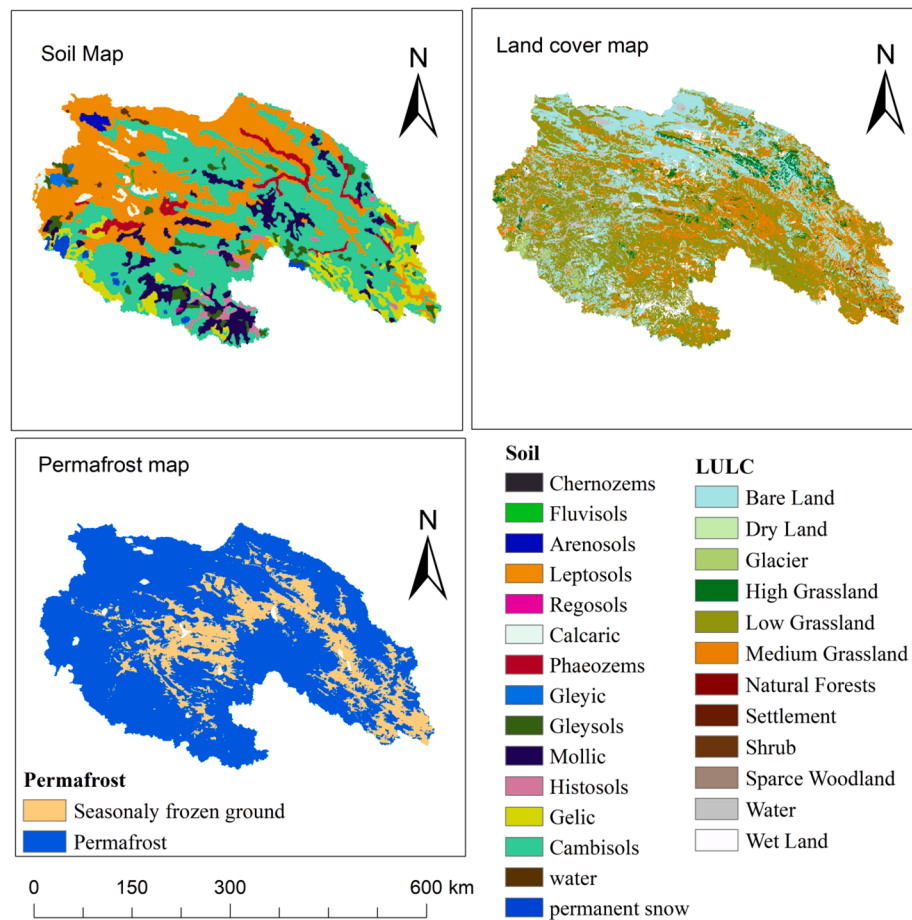 Soil Map
N
Land cover map
N
Permafrost map
N
Permafrost
Seasonaly frozen ground
Permafrost
0 150 300 600 km
Soil
Chernozems
Fluvisols
Arenosols
Leptosols
Regosols
Calcaric
Phaeozems
Gleyic
Gleysols
Mollic
Histosols
Gelic
Cambisols
water
permanent snow
LULC
Bare Land
Dry Land
Glacier
High Grassland
Low Grassland
Medium Grassland
Natural Forests
Settlement
Shrub
Sparce Woodland
Water
Wet Land